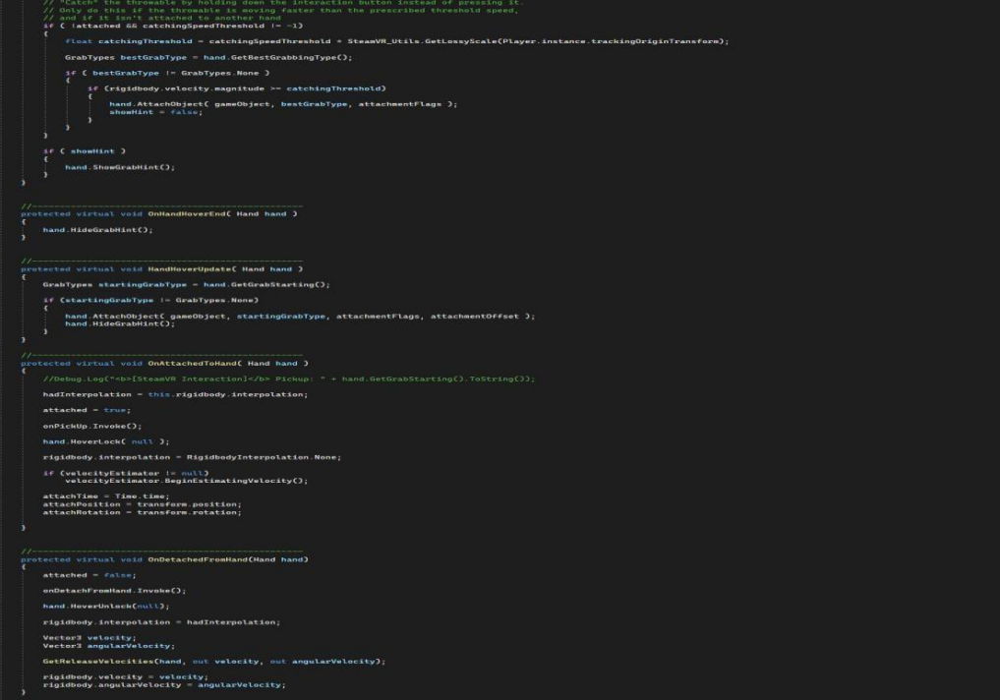 // "Catch" the throwable by holding down the interaction button instead of pressing it.
// Only do this if the throwable is moving faster than the prescribed threshold speed,
// and if it isn't attached to another hand
if ( !attached && catchingSpeedThreshold != -1)
{
float catchingThreshold = catchingSpeedThreshold * SteamVR_Utils.GetLossyScale(Player.instance.trackingOriginTransform);
GrabTypes bestGrabType = hand.GetBestGrabbingType();
if ( bestGrabType != GrabTypes.None )
{
if (rigidbody.velocity.magnitude >= catchingThreshold)
{
hand.AttachObject( gameObject, bestGrabType, attachmentFlags );
showHint = false;
}
}
}
if ( showHint )
{
hand.ShowGrabHint();
}
}
//-------------------------------------------------
protected virtual void OnHandHoverEnd( Hand hand )
{
hand.HideGrabHint();
}
//-------------------------------------------------
protected virtual void HandHoverUpdate( Hand hand )
{
GrabTypes startingGrabType = hand.GetGrabStarting();
if (startingGrabType != GrabTypes.None)
{
hand.AttachObject( gameObject, startingGrabType, attachmentFlags, attachmentOffset );
hand.HideGrabHint();
}
}
//-------------------------------------------------
protected virtual void OnAttachedToHand( Hand hand )
{
//Debug.Log("<b>[SteamVR Interaction]</b> Pickup: " + hand.GetGrabStarting().ToString());
hadInterpolation = this.rigidbody.interpolation;
attached = true;
onPickUp.Invoke();
hand.HoverLock( null );
rigidbody.interpolation = RigidbodyInterpolation.None;
if (velocityEstimator != null)
velocityEstimator.BeginEstimatingVelocity();
attachTime = Time.time;
attachPosition = transform.position;
attachRotation = transform.rotation;
}
//-------------------------------------------------
protected virtual void OnDetachedFromHand(Hand hand)
{
attached = false;
onDetachFromHand.Invoke();
hand.HoverUnlock(null);
rigidbody.interpolation = hadInterpolation;
Vector3 velocity;
Vector3 angularVelocity;
GetReleaseVelocities(hand, out velocity, out angularVelocity);
rigidbody.velocity = velocity;
rigidbody.angularVelocity = angularVelocity;
}